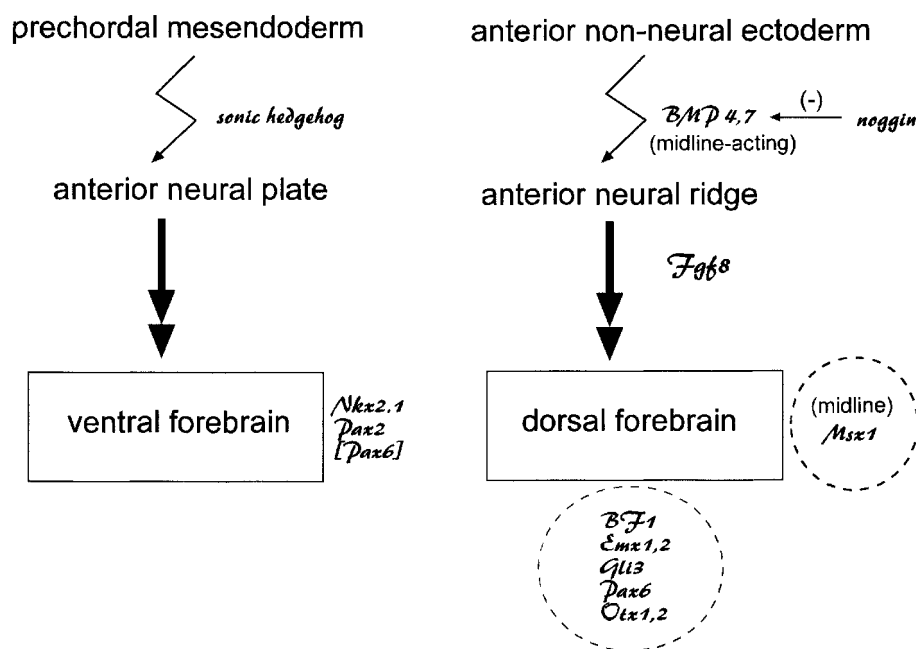 prechordal mesendoderm
sonic hedgehog
anterior neural plate
ventral forebrain
Nkx2.1
Pax2
[Pax6]
anterior non-neural ectoderm
BMP 4,7
(midline-acting)
(-)
noggin
anterior neural ridge
Fgf8
dorsal forebrain
(midline)
Msx1
BF1
Emx1,2
Gli3
Pax6
Otx1,2